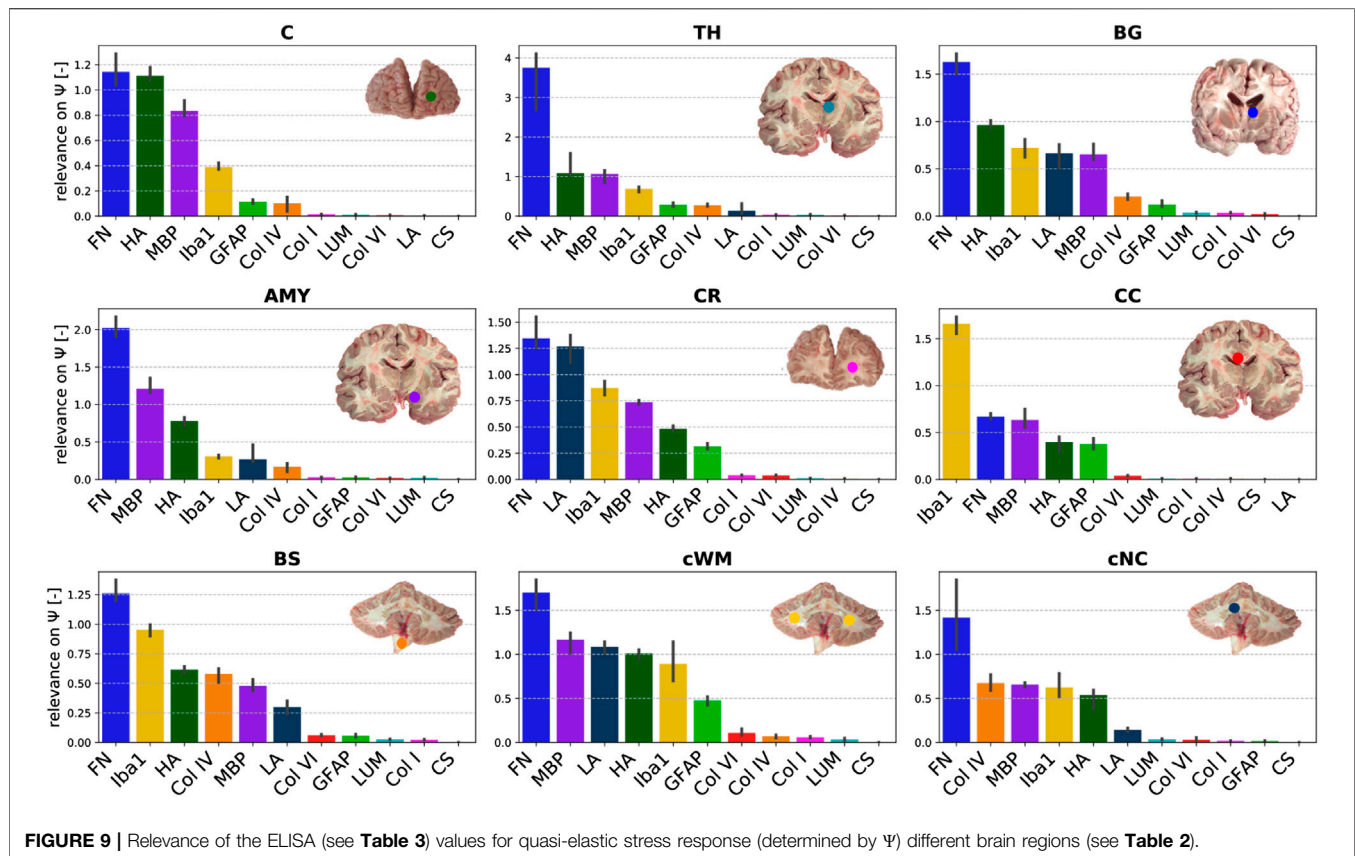 C
relevance on Ψ [-]
1.2
1.0
0.8
0.6
0.4
0.2
0.0
FN HA MBP Iba1 GFAP Col IV Col I LUM Col VI LA CS
TH
4
3
2
1
0
FN HA MBP Iba1 GFAP Col IV LA Col I LUM Col VI CS
BG
1.5
1.0
0.5
0.0
FN HA Iba1 LA MBP Col IV GFAP LUM Col I Col VI CS
AMY
relevance on Ψ [-]
2.0
1.5
1.0
0.5
0.0
FN MBP HA Iba1 LA Col IV Col I GFAP Col VI LUM CS
CR
1.50
1.25
1.00
0.75
0.50
0.25
0.00
FN LA Iba1 MBP HA GFAP Col I Col VI LUM Col IV CS
CC
1.5
1.0
0.5
0.0
Iba1 FN MBP HA GFAP Col VI LUM Col I Col IV CS LA
BS
relevance on Ψ [-]
1.25
1.00
0.75
0.50
0.25
0.00
FN Iba1 HA Col IV MBP LA Col VI GFAP LUM Col I CS
cWM
1.5
1.0
0.5
0.0
FN MBP LA HA Iba1 GFAP Col VI Col IV Col I LUM CS
cNC
1.5
1.0
0.5
0.0
FN Col IV MBP Iba1 HA LA LUM Col VI Col I GFAP CS
FIGURE 9 | Relevance of the ELISA (see Table 3) values for quasi-elastic stress response (determined by Ψ) different brain regions (see Table 2).